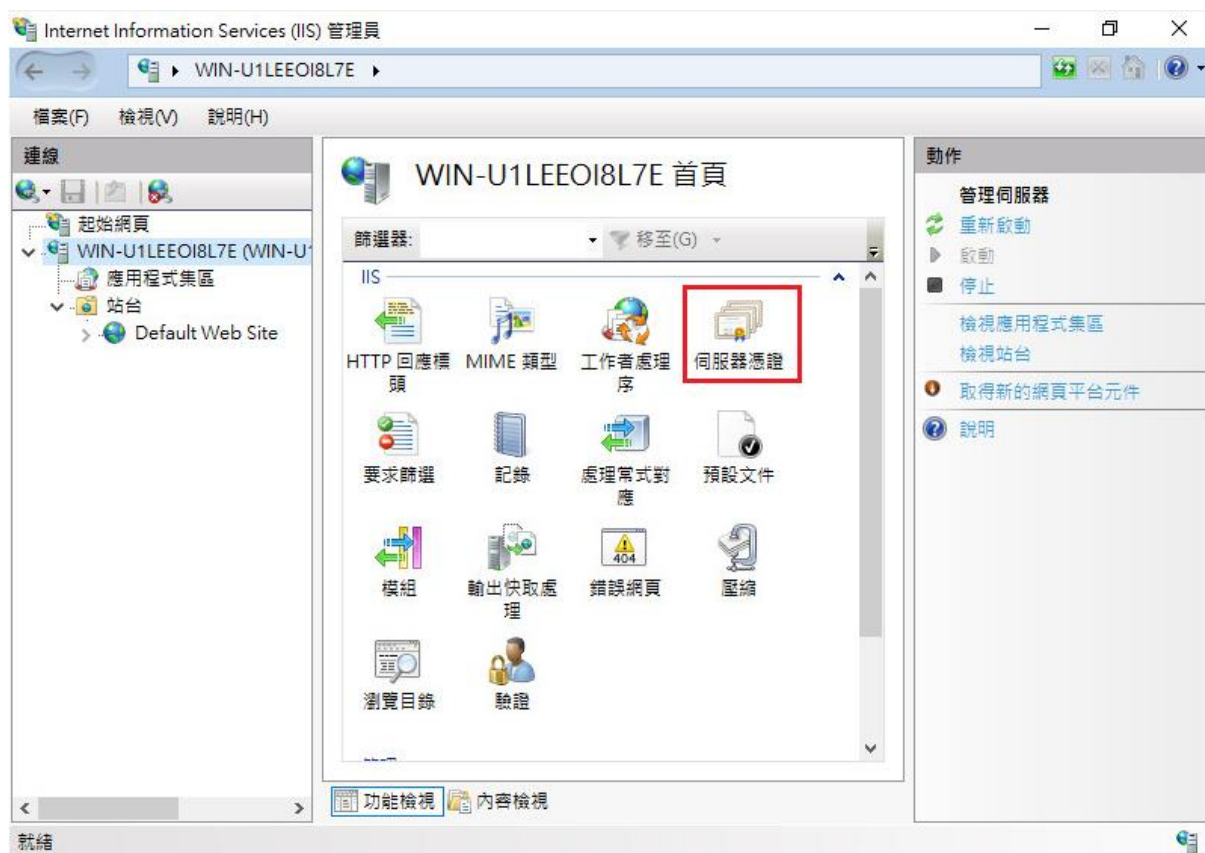 Internet Information Services (IIS) 管理員
WIN-U1LEEOI8L7E
檔案(F) 檢視(V) 說明(H)
連線
起始網頁
WIN-U1LEEOI8L7E (WIN-U1
應用程式集區
站台
Default Web Site
WIN-U1LEEOI8L7E 首頁
篩選器:
移至(G)
IIS
HTTP 回應標
頭
MIME 類型
工作者處理
序
伺服器憑證
要求篩選
記錄
處理常式對
應
預設文件
模組
輸出快取處
理
錯誤網頁
404
壓縮
瀏覽目錄
驗證
功能檢視
內容檢視
動作
管理伺服器
重新啟動
啟動
停止
檢視應用程式集區
檢視站台
取得新的網頁平台元件
說明
就緒